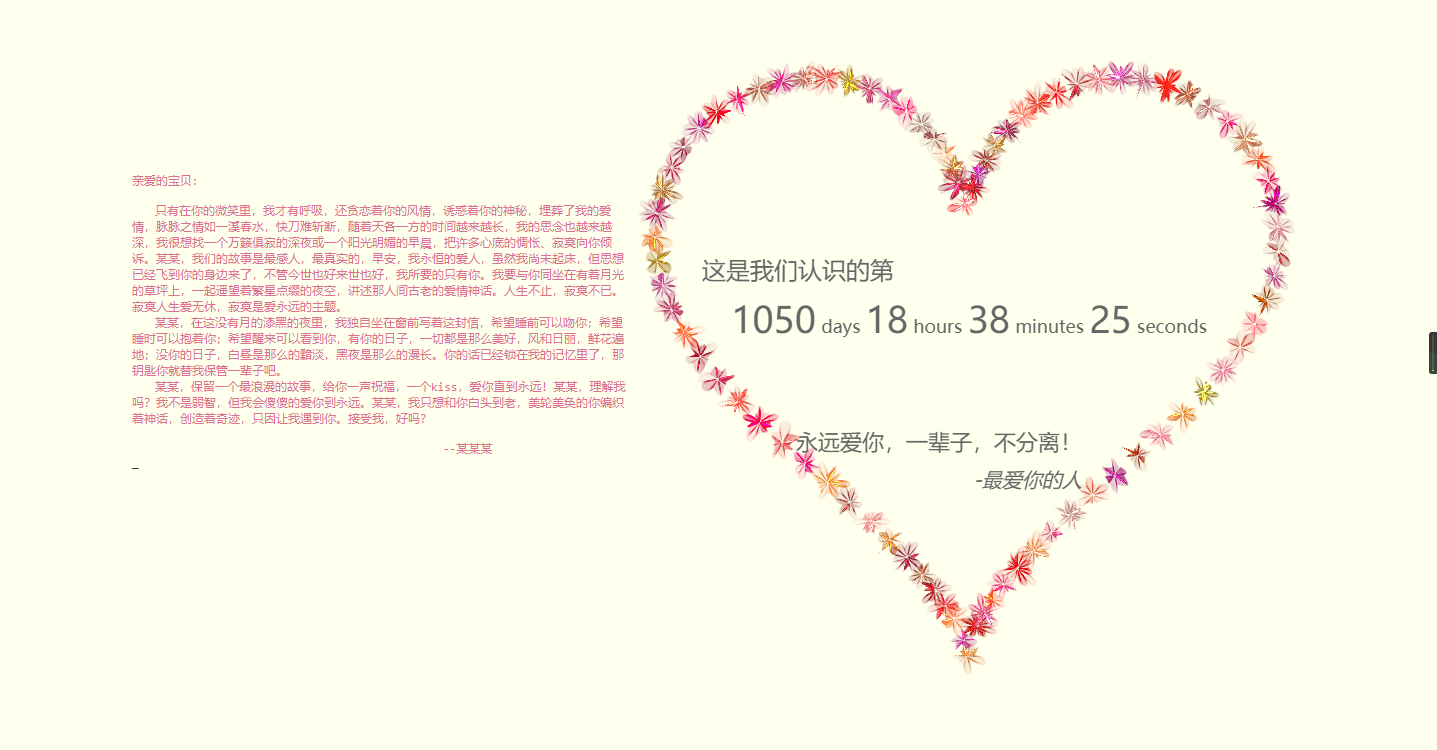 亲爱的宝贝：
只有在你的微笑里，我才有呼吸，还贪恋着你的风情，诱惑着你的神秘，埋葬了我的爱
情，脉脉之情如一溪春水，快刀难斩断，随着天各一方的时间越来越长，我的思念也越来越
深，我很想找一个万籁俱寂的深夜或一个阳光明媚的早晨，把许多心底的惆怅、寂寞向你倾
诉。某某，我们的故事是最感人，最真实的，早安，我永恒的爱人，虽然我尚未起床，但思想
已经飞到你的身边来了，不管今世也好来世也好，我所要的只有你。我要与你同坐在有着月光
的草坪上，一起遥望着繁星点缀的夜空，讲述那人间古老的爱情神话。人生不止，寂寞不已。
寂寞人生爱无休，寂寞是爱永远的主题。
某某，在这没有月的漆黑的夜里，我独自坐在窗前写着这封信，希望睡前可以吻你；希望
睡时可以抱着你；希望醒来可以看到你，有你的日子，一切都是那么美好，风和日丽，鲜花遍
地；没你的日子，白昼是那么的黯淡，黑夜是那么的漫长。你的话已经锁在我的记忆里了，那
钥匙你就替我保管一辈子吧。
某某，保留一个最浪漫的故事，给你一声祝福，一个kiss，爱你直到永远！某某，理解我
吗？我不是弱智，但我会傻傻的爱你到永远。某某，我只想和你白头到老，美轮美奂的你编织
着神话，创造着奇迹，只因让我遇到你。接受我，好吗？
--某某某
_
这是我们认识的第
1050 days 18 hours 38 minutes 25 seconds
永远爱你，一辈子，不分离！
-最爱你的人